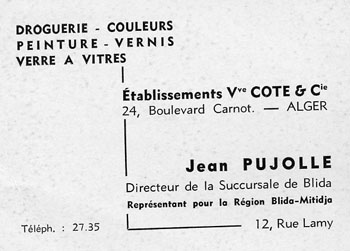 DROGUERIE - COULEURS
PEINTURE - VERNIS
VERRE A VITRES
Établissements Vve COTE & Cie
24, Boulevard Carnot. — ALGER
Jean PUJOLLE
Directeur de la Succursale de Blida
Représentant pour la Région Blida-Mitidja
Téléph. : 27.35
12, Rue Lamy